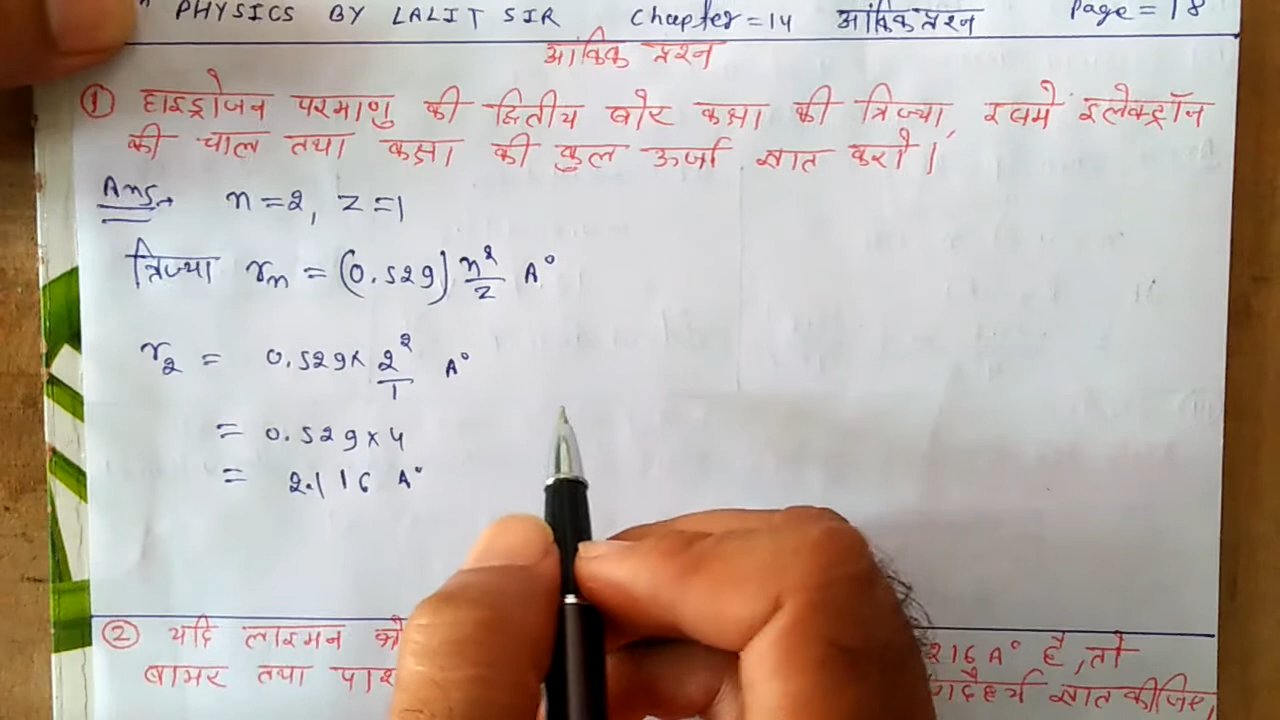 PHYSICS BY LALIT SIR Chapter = 14 आंकिक प्रश्न Page = 18
आंकिक प्रश्न
① हाइड्रोजन परमाणु की द्वितीय बोर कक्षा की त्रिज्या, इसमें इलेक्ट्रॉन
की चाल तथा कक्षा की कुल ऊर्जा ज्ञात करो।
Ans→ n=2, Z=1
त्रिज्या rₙ = (0.529) n²/Z A°
r₂ = 0.529 × 2²/1 A°
= 0.529 × 4
= 2.116 A°
② यदि लाइमन 216 A° है, तो
बामर तथा ज्ञात कीजिए।